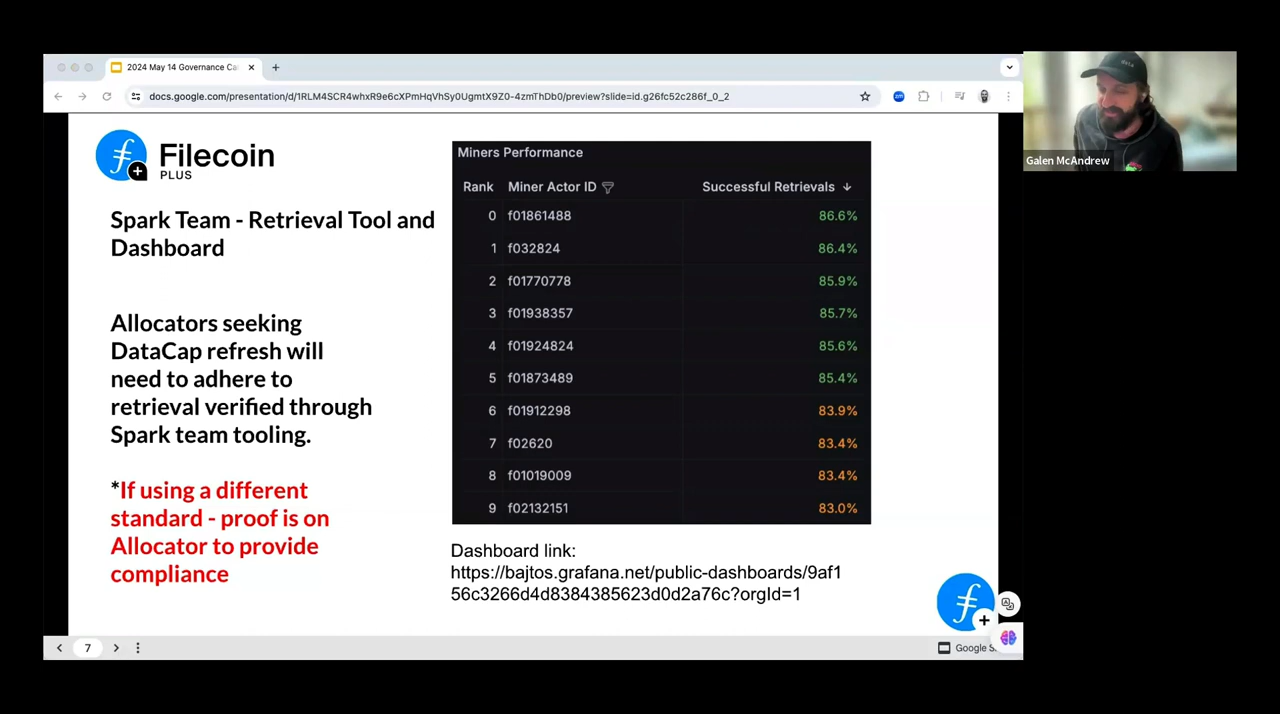 2024 May 14 Governance Ca
docs.google.com/presentation/d/1RLM4SCR4whxR9e6cXPmHqVhSy0UgmtX9Z0-4zmThDb0/preview?slide=id.g26fc52c286f_0_2
Filecoin
PLUS
Spark Team - Retrieval Tool and
Dashboard
Allocators seeking
DataCap refresh will
need to adhere to
retrieval verified through
Spark team tooling.
*If using a different
standard - proof is on
Allocator to provide
compliance
Miners Performance
Rank Miner Actor ID Successful Retrievals ↓
0 f01861488 86.6%
1 f032824 86.4%
2 f01770778 85.9%
3 f01938357 85.7%
4 f01924824 85.6%
5 f01873489 85.4%
6 f01912298 83.9%
7 f02620 83.4%
8 f01019009 83.4%
9 f02132151 83.0%
Dashboard link:
https://bajtos.grafana.net/public-dashboards/9af1
56c3266d4d8384385623d0d2a76c?orgId=1
7
Google S
Galen McAndrew